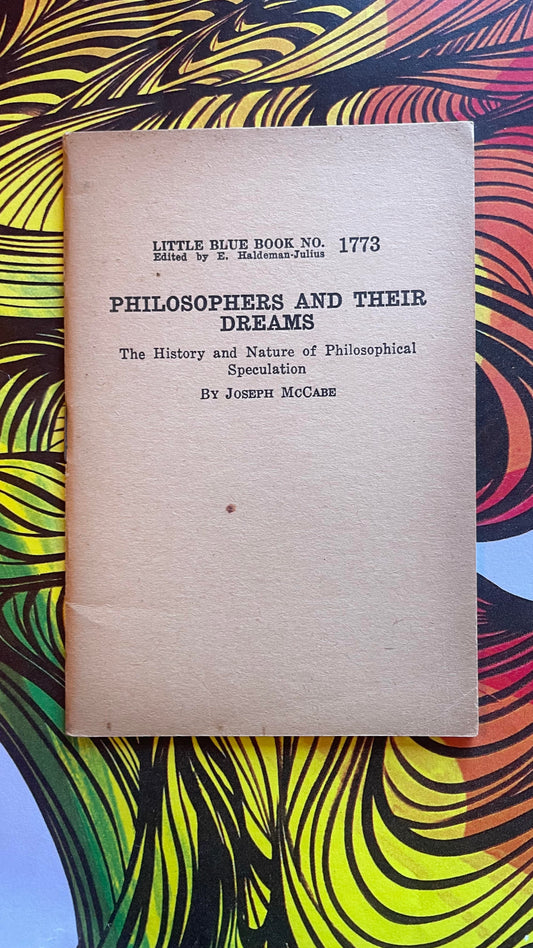 LITTLE BLUE BOOK NO. 1773
Edited by E. Haldeman-Julius
PHILOSOPHERS AND THEIR
DREAMS
The History and Nature of Philosophical
Speculation
By Joseph McCabe